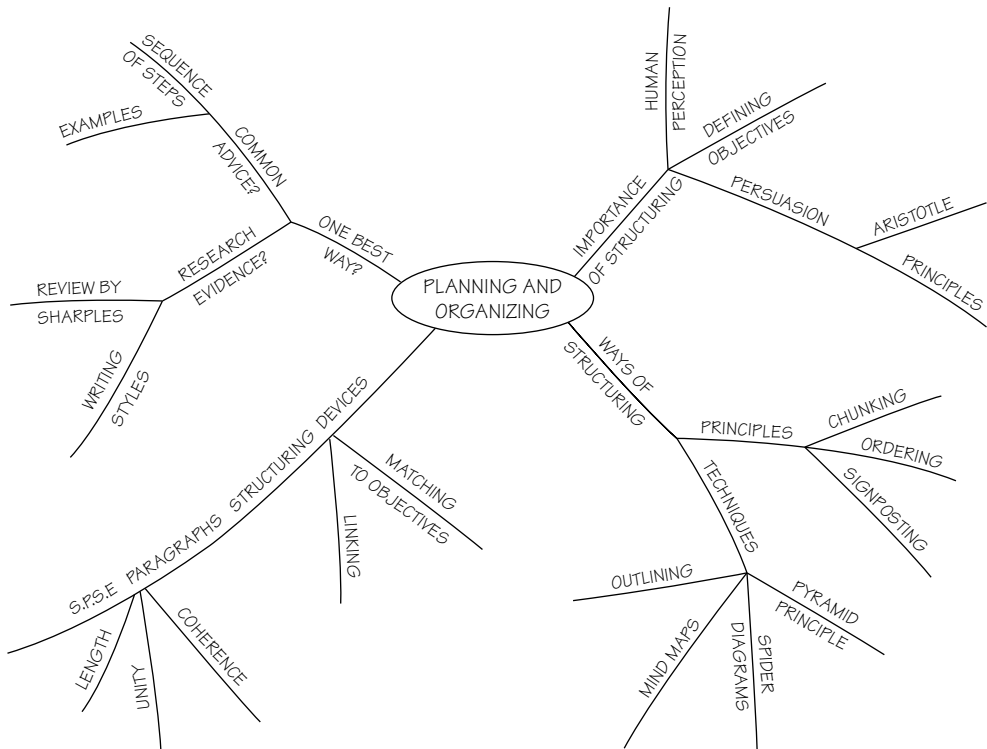 PLANNING AND
ORGANIZING
ONE BEST
WAY?
COMMON
ADVICE?
SEQUENCE
OF STEPS
EXAMPLES
RESEARCH
EVIDENCE?
REVIEW BY
SHARPLES
WRITING
STYLES
IMPORTANCE
OF STRUCTURING
HUMAN
PERCEPTION
DEFINING
OBJECTIVES
PERSUASION
ARISTOTLE
PRINCIPLES
WAYS OF
STRUCTURING
PRINCIPLES
CHUNKING
ORDERING
SIGNPOSTING
TECHNIQUES
OUTLINING
MIND MAPS
SPIDER
DIAGRAMS
PYRAMID
PRINCIPLE
STRUCTURING DEVICES
MATCHING
TO OBJECTIVES
LINKING
PARAGRAPHS
S.P.S.E
LENGTH
UNITY
COHERENCE